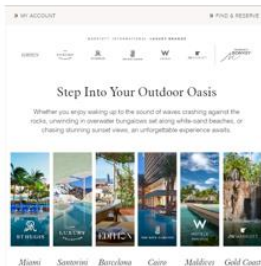 MY ACCOUNT
FIND & RESERVE
MARRIOTT INTERNATIONAL LUXURY BRANDS
Step Into Your Outdoor Oasis
Whether you enjoy waking up to the sound of waves crashing against the
rocks, unwinding in overwater bungalows set along white-sand beaches, or
chasing stunning sunset views, an unforgettable experience awaits.
ST REGIS
LUXURY
EDITION
W
Miami Santorini Barcelona Cairo Maldives Gold Coast